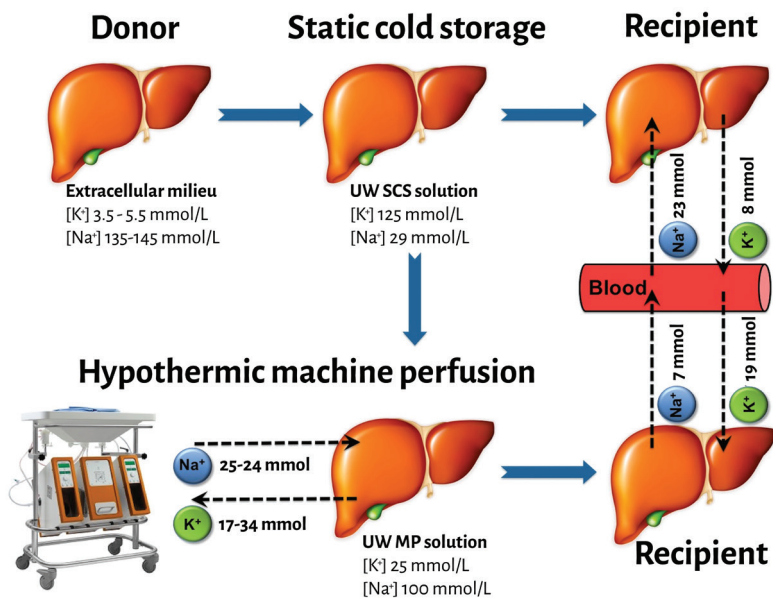 Donor
Static cold storage
Recipient
Extracellular milieu
[K⁺] 3.5 - 5.5 mmol/L
[Na⁺] 135-145 mmol/L
UW SCS solution
[K⁺] 125 mmol/L
[Na⁺] 29 mmol/L
Na⁺ 23 mmol
K⁺ 8 mmol
Blood
Na⁺ 7 mmol
K⁺ 19 mmol
Hypothermic machine perfusion
Na⁺ 25-24 mmol
K⁺ 17-34 mmol
UW MP solution
[K⁺] 25 mmol/L
[Na⁺] 100 mmol/L
Recipient